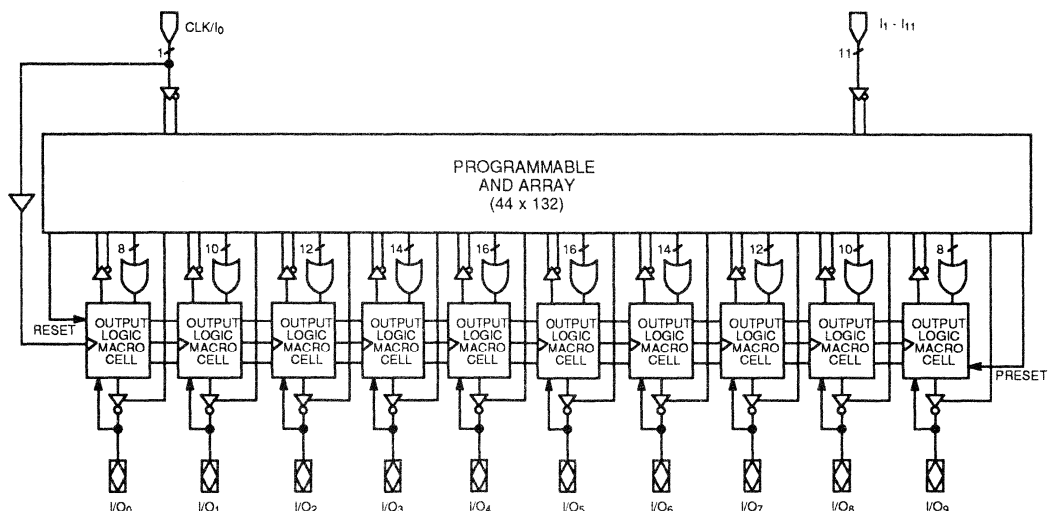 CLK/I0
I1 - I11
1
11
PROGRAMMABLE
AND ARRAY
(44 x 132)
8 10 12 14 16 16 14 12 10 8
RESET
OUTPUT LOGIC MACRO CELL
OUTPUT LOGIC MACRO CELL
OUTPUT LOGIC MACRO CELL
OUTPUT LOGIC MACRO CELL
OUTPUT LOGIC MACRO CELL
OUTPUT LOGIC MACRO CELL
OUTPUT LOGIC MACRO CELL
OUTPUT LOGIC MACRO CELL
OUTPUT LOGIC MACRO CELL
OUTPUT LOGIC MACRO CELL
PRESET
I/O0 I/O1 I/O2 I/O3 I/O4 I/O5 I/O6 I/O7 I/O8 I/O9